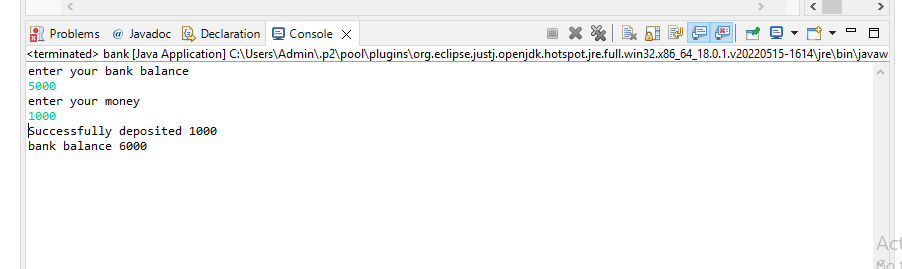 Problems @ Javadoc Declaration Console
<terminated> bank [Java Application] C:\Users\Admin\.p2\pool\plugins\org.eclipse.justj.openjdk.hotspot.jre.full.win32.x86_64_18.0.1.v20220515-1614\jre\bin\javaw
enter your bank balance
5000
enter your money
1000
Successfully deposited 1000
bank balance 6000
Act